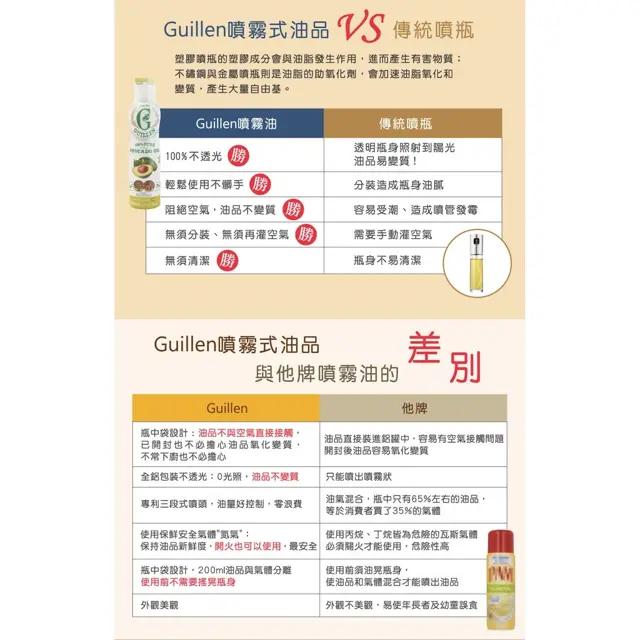 Guillen噴霧式油品 VS 傳統噴瓶
塑膠噴瓶的塑膠成分會與油脂發生作用，進而產生有害物質；
不鏽鋼與金屬噴瓶則是油脂的助氧化劑，會加速油脂氧化和
變質，產生大量自由基。
Guillen噴霧油 傳統噴瓶
100%不透光 勝
透明瓶身照射到陽光
油品易變質！
輕鬆使用不髒手 勝 分裝造成瓶身油膩
阻絕空氣，油品不變質 勝 容易受潮、造成噴管發霉
無須分裝、無須再灌空氣 勝 需要手動灌空氣
無須清潔 勝 瓶身不易清潔
G
GUILLEN
AVOCADO OIL
Guillen噴霧式油品
與他牌噴霧油的
差別
Guillen 他牌
瓶中袋設計：油品不與空氣直接接觸，
已開封也不必擔心油品氧化變質，
不常下廚也不必擔心
油品直接裝進鋁罐中，容易有空氣接觸問題
開封後油品容易氧化變質
全鋁包裝不透光：0光照，油品不變質 只能噴出噴霧狀
專利三段式噴頭，油量好控制，零浪費
油氣混合，瓶中只有65%左右的油品，
等於消費者買了35%的氣體
使用保鮮安全氣體"氮氣"：
保持油品新鮮度，開火也可以使用，最安全
使用丙烷、丁烷皆為危險的瓦斯氣體
必須關火才能使用，危險性高
瓶中袋設計，200ml油品與氣體分離
使用前不需要搖晃瓶身
使用前須油晃瓶身，
使油品和氣體混合才能噴出油品
外觀美觀 外觀不美觀，易使年長者及幼童誤食
PAM